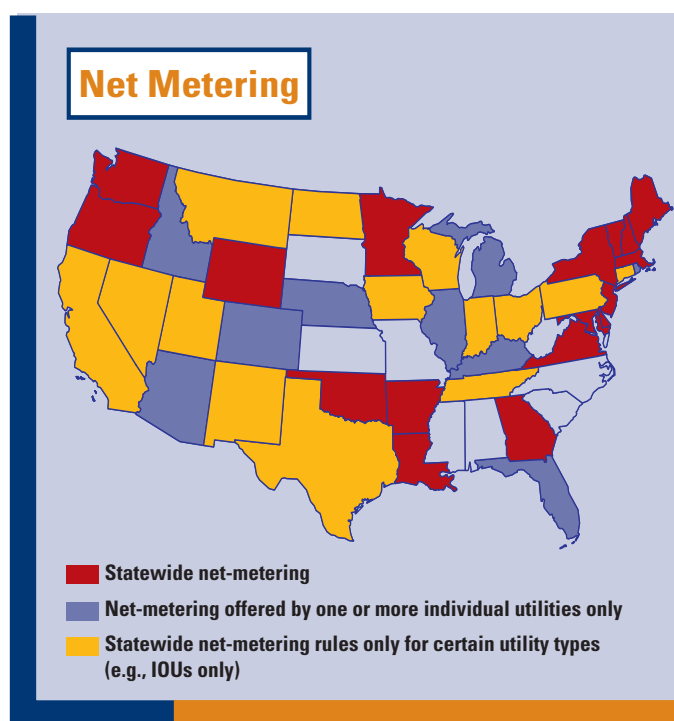 Net Metering
Statewide net-metering
Net-metering offered by one or more individual utilities only
Statewide net-metering rules only for certain utility types
(e.g., IOUs only)